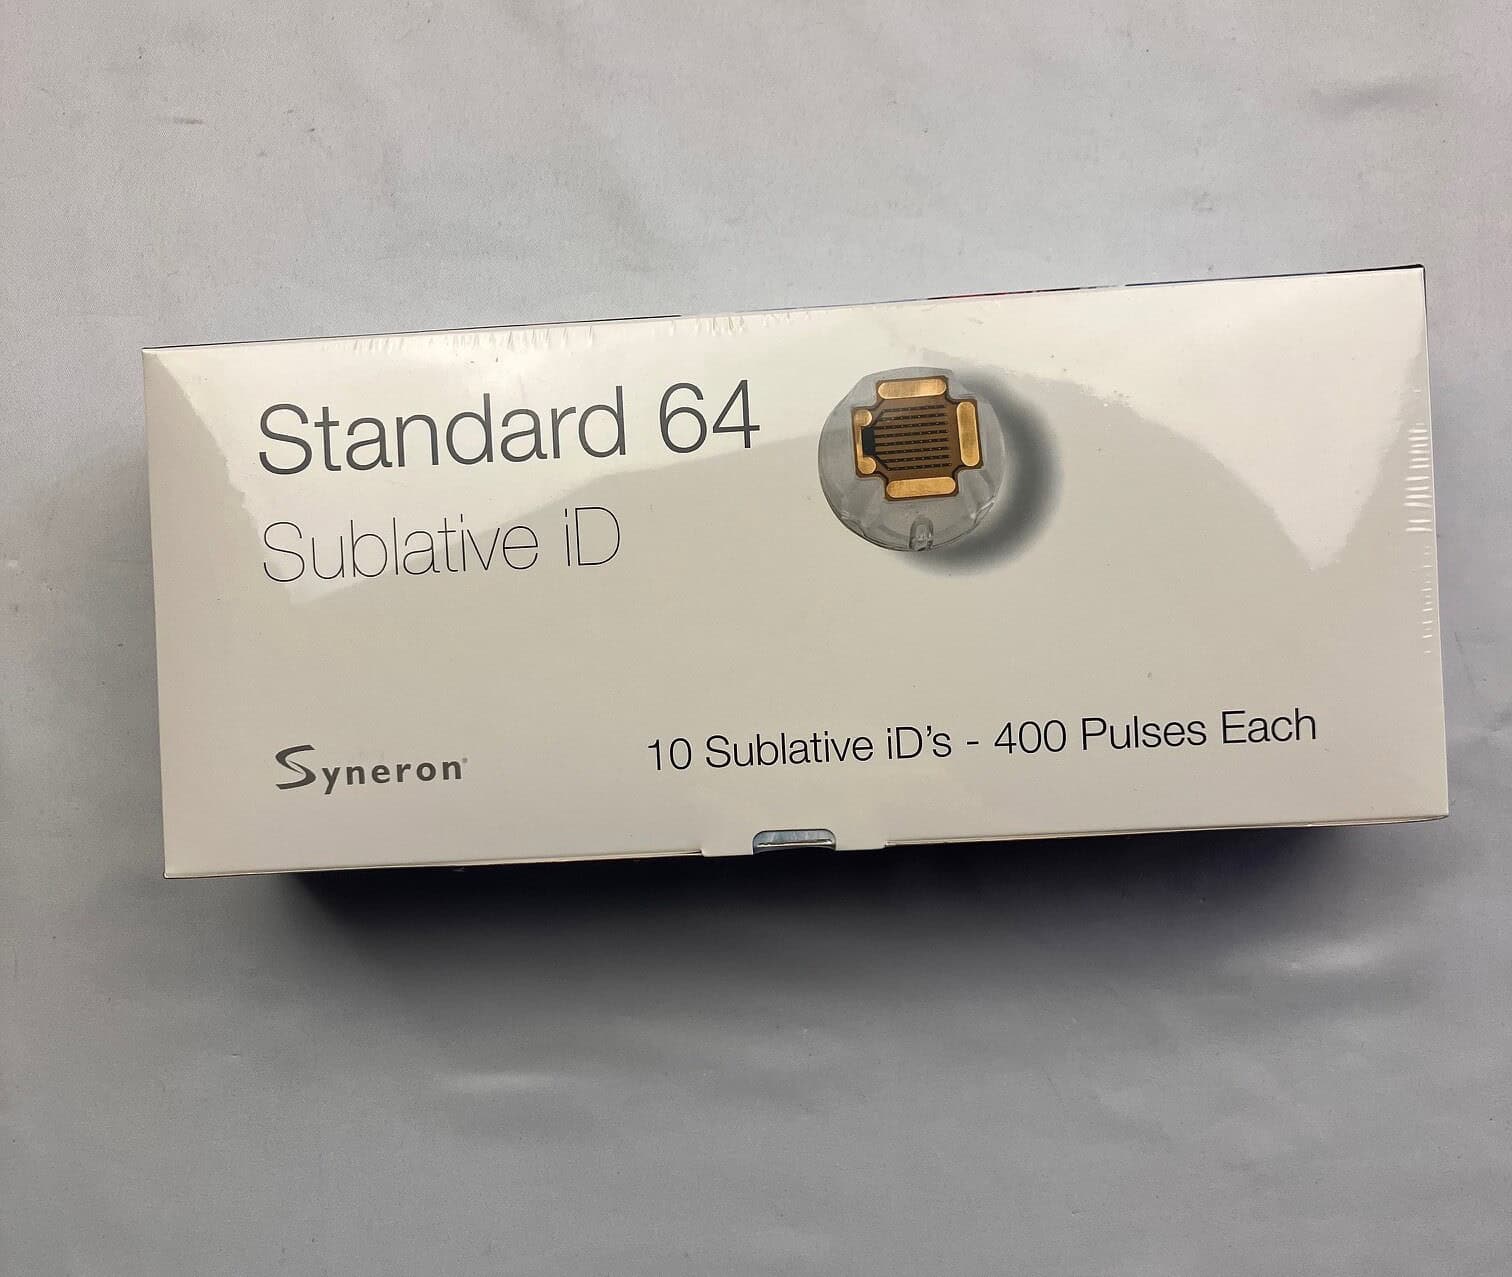 Standard 64
Sublative iD
Syneron®
10 Sublative iD's - 400 Pulses Each